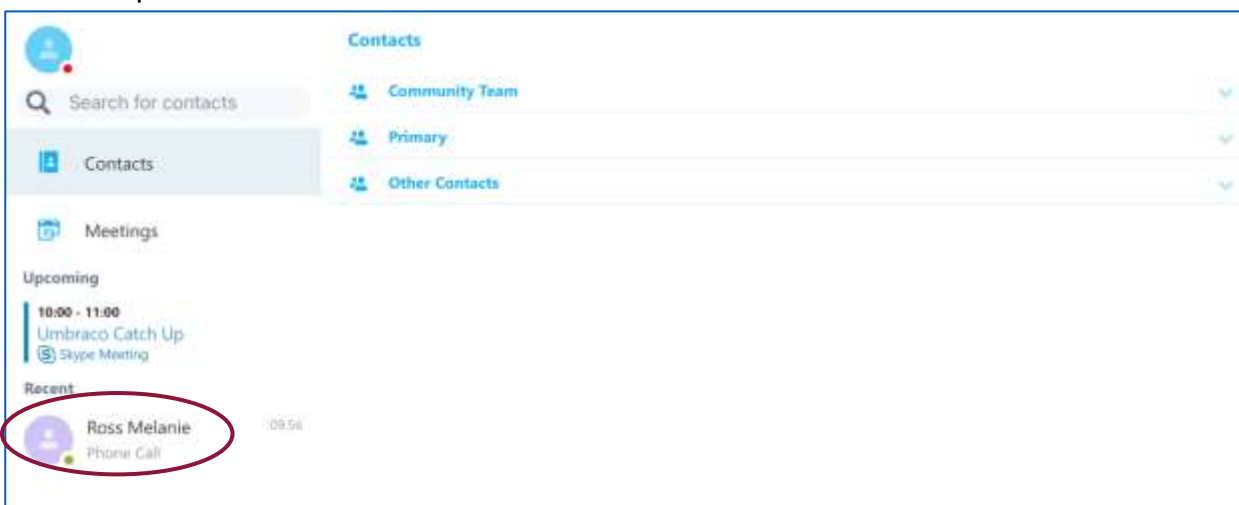 Contacts
Search for contacts
Community Team
Primary
Contacts
Other Contacts
Meetings
Upcoming
10:00 - 11:00
Umbraco Catch Up
Skype Meeting
Recent
Ross Melanie 09:56
Phone Call